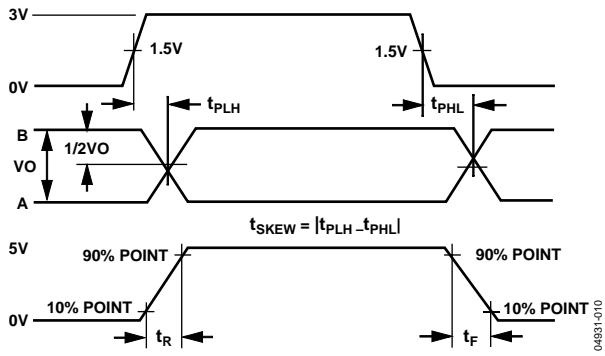 3V
1.5V
1.5V
0V
tPLH
tPHL
B
1/2VO
VO
A
tSKEW = |tPLH – tPHL|
5V
90% POINT
90% POINT
10% POINT
10% POINT
0V
tR
tF
04931-010